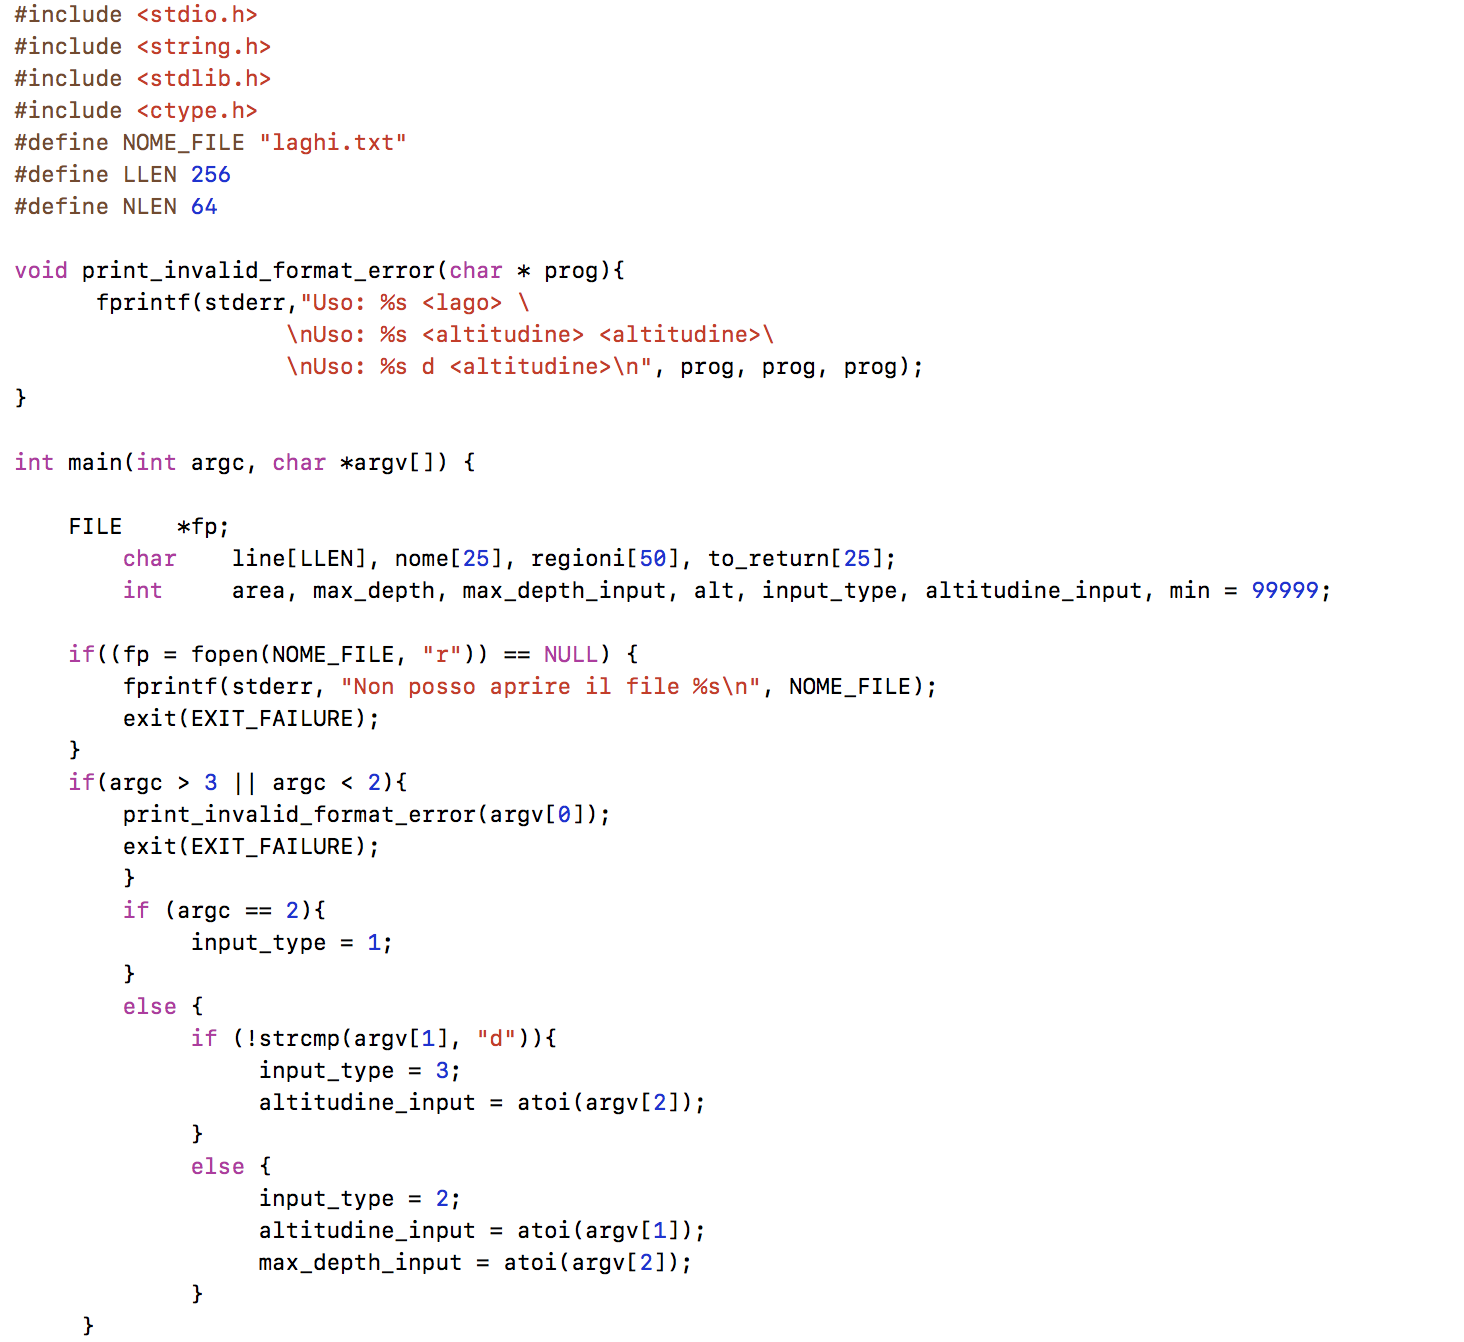 #include <stdio.h>
#include <string.h>
#include <stdlib.h>
#include <ctype.h>
#define NOME_FILE "laghi.txt"
#define LLEN 256
#define NLEN 64

void print_invalid_format_error(char * prog){
      fprintf(stderr,"Uso: %s <lago> \
                    \nUso: %s <altitudine> <altitudine>\
                    \nUso: %s d <altitudine>\n", prog, prog, prog);
}

int main(int argc, char *argv[]) {

    FILE    *fp;
        char    line[LLEN], nome[25], regioni[50], to_return[25];
        int     area, max_depth, max_depth_input, alt, input_type, altitudine_input, min = 99999;

    if((fp = fopen(NOME_FILE, "r")) == NULL) {
        fprintf(stderr, "Non posso aprire il file %s\n", NOME_FILE);
        exit(EXIT_FAILURE);
    }
    if(argc > 3 || argc < 2){
        print_invalid_format_error(argv[0]);
        exit(EXIT_FAILURE);
        }
        if (argc == 2){
             input_type = 1;
        }
        else {
             if (!strcmp(argv[1], "d")){
                  input_type = 3;
                  altitudine_input = atoi(argv[2]);
             }
             else {
                  input_type = 2;
                  altitudine_input = atoi(argv[1]);
                  max_depth_input = atoi(argv[2]);
             }
     }